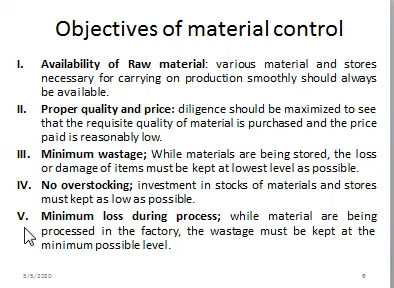 Objectives of material control
I. Availability of Raw material: various material and stores
necessary for carrying on production smoothly should always
be available.
II. Proper quality and price: diligence should be maximized to see
that the requisite quality of material is purchased and the price
paid is reasonably low.
III. Minimum wastage; While materials are being stored, the loss
or damage of items must be kept at lowest level as possible.
IV. No overstocking; investment in stocks of materials and stores
must kept as low as possible.
V. Minimum loss during process; while material are being
processed in the factory, the wastage must be kept at the
minimum possible level.
5/5/2020 6